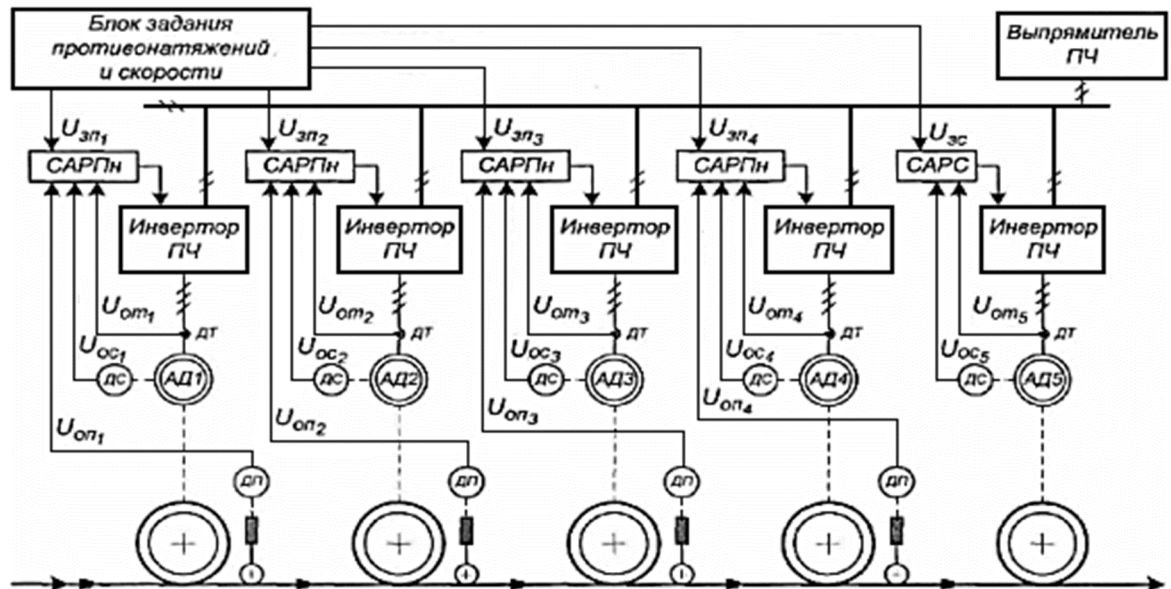 Блок задания
противонатяжений
и скорости
Выпрямитель
ПЧ
Uзп1
Uзп2
Uзп3
Uзп4
Uзс
САРПн
САРПн
САРПн
САРПн
САРС
Инвертор
ПЧ
Инвертор
ПЧ
Инвертор
ПЧ
Инвертор
ПЧ
Инвертор
ПЧ
Uот1
Uот2
Uот3
Uот4
Uот5
ДТ
ДТ
ДТ
ДТ
ДТ
Uос1
Uос2
Uос3
Uос4
Uос5
ДС
АД1
ДС
АД2
ДС
АД3
ДС
АД4
ДС
АД5
Uоп1
Uоп2
Uоп3
Uоп4
ДП
ДП
ДП
ДП